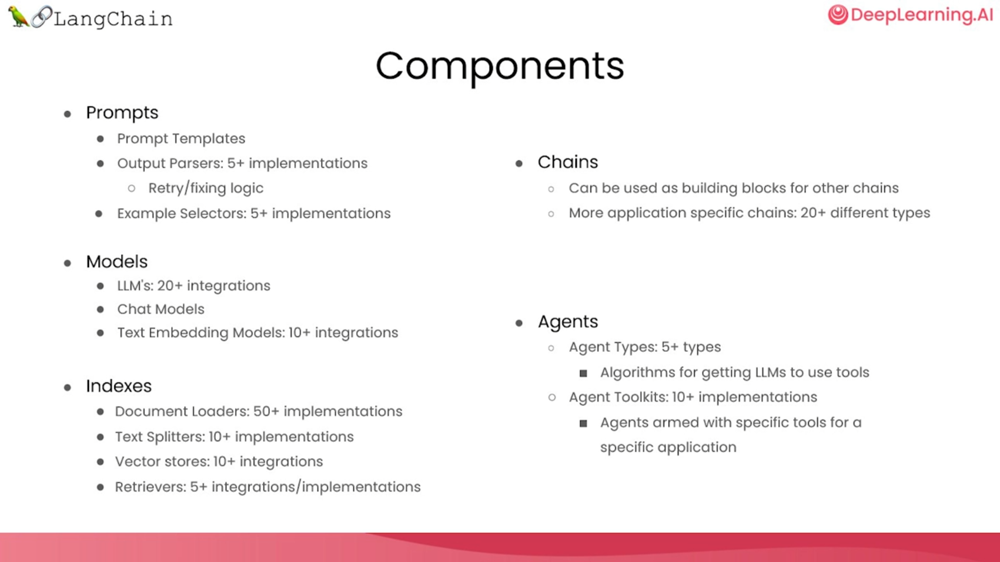 LangChain
DeepLearning.AI
Components
Prompts
Prompt Templates
Output Parsers: 5+ implementations
Retry/fixing logic
Example Selectors: 5+ implementations
Models
LLM's: 20+ integrations
Chat Models
Text Embedding Models: 10+ integrations
Indexes
Document Loaders: 50+ implementations
Text Splitters: 10+ implementations
Vector stores: 10+ integrations
Retrievers: 5+ integrations/implementations
Chains
Can be used as building blocks for other chains
More application specific chains: 20+ different types
Agents
Agent Types: 5+ types
Algorithms for getting LLMs to use tools
Agent Toolkits: 10+ implementations
Agents armed with specific tools for a
specific application